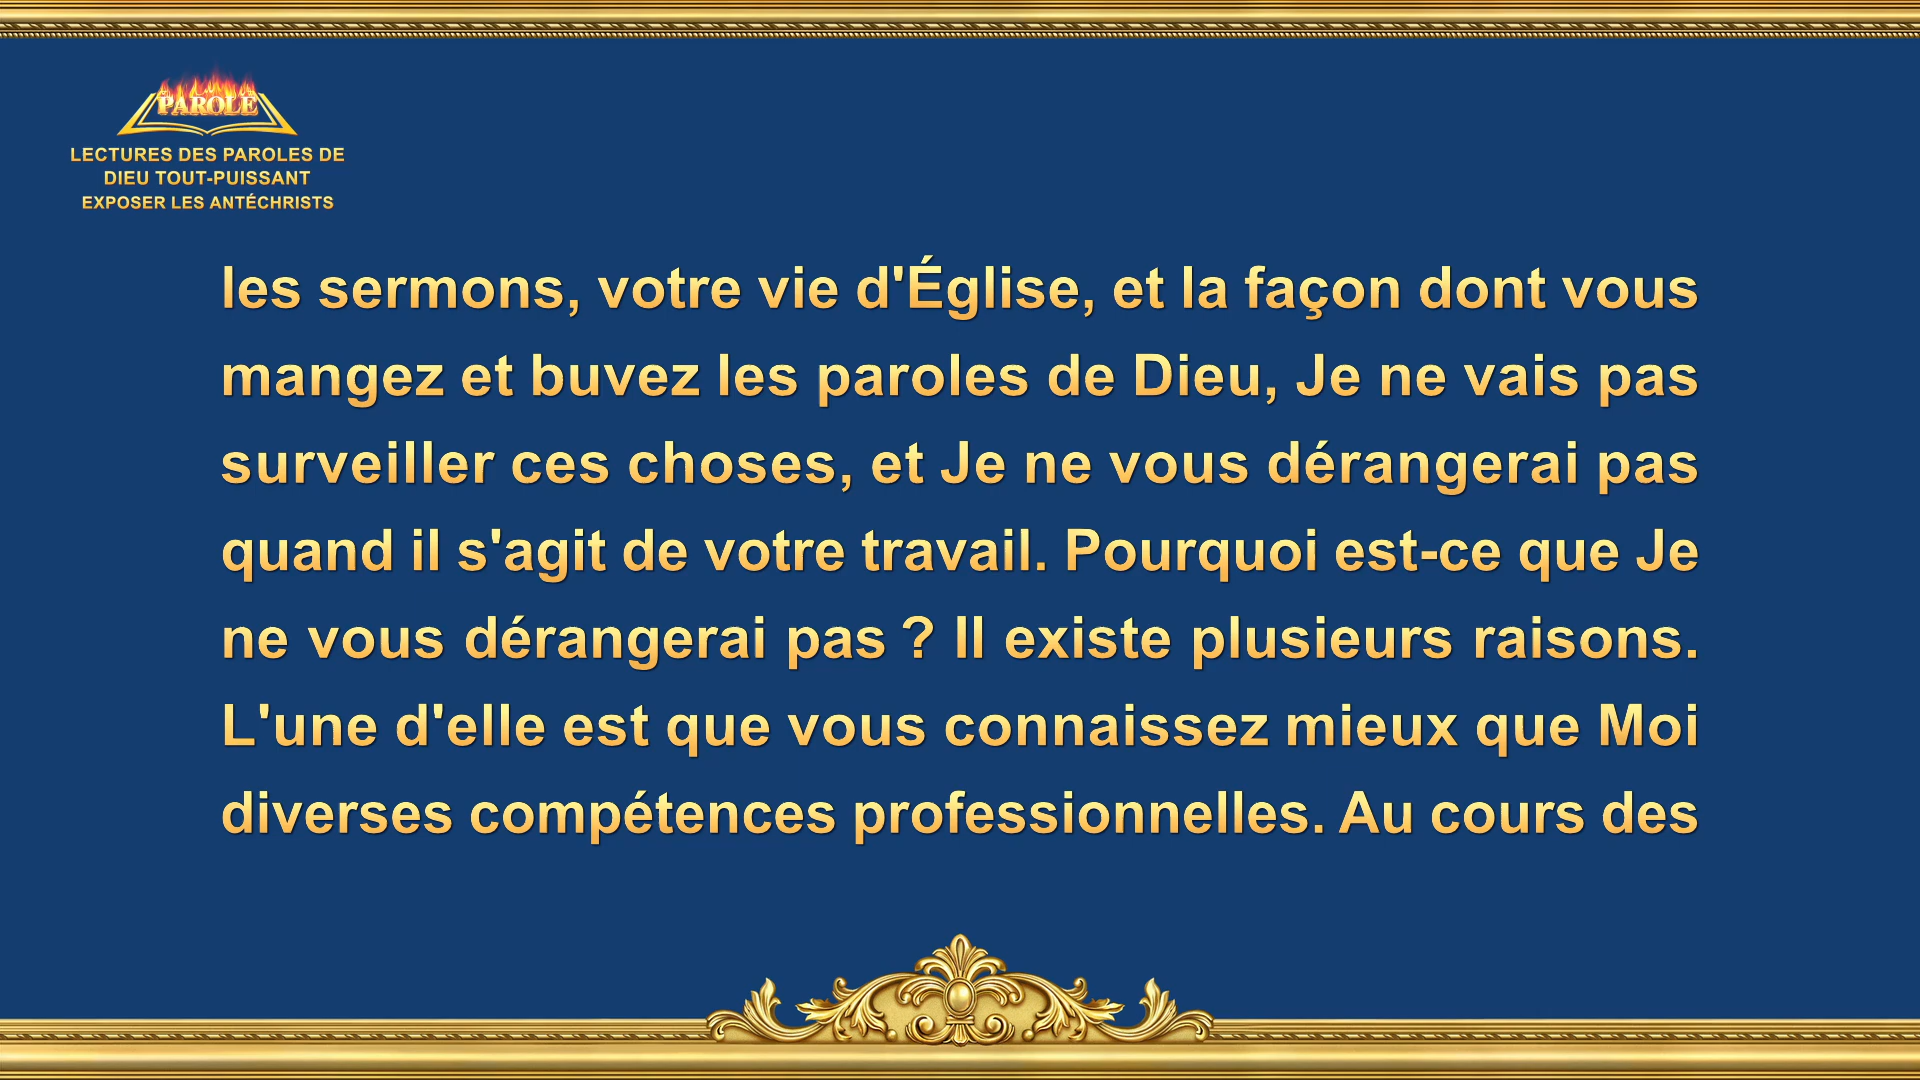 PAROLE
LECTURES DES PAROLES DE
DIEU TOUT-PUISSANT
EXPOSER LES ANTÉCHRISTS
les sermons, votre vie d'Église, et la façon dont vous
mangez et buvez les paroles de Dieu, Je ne vais pas
surveiller ces choses, et Je ne vous dérangerai pas
quand il s'agit de votre travail. Pourquoi est-ce que Je
ne vous dérangerai pas ? Il existe plusieurs raisons.
L'une d'elle est que vous connaissez mieux que Moi
diverses compétences professionnelles. Au cours des